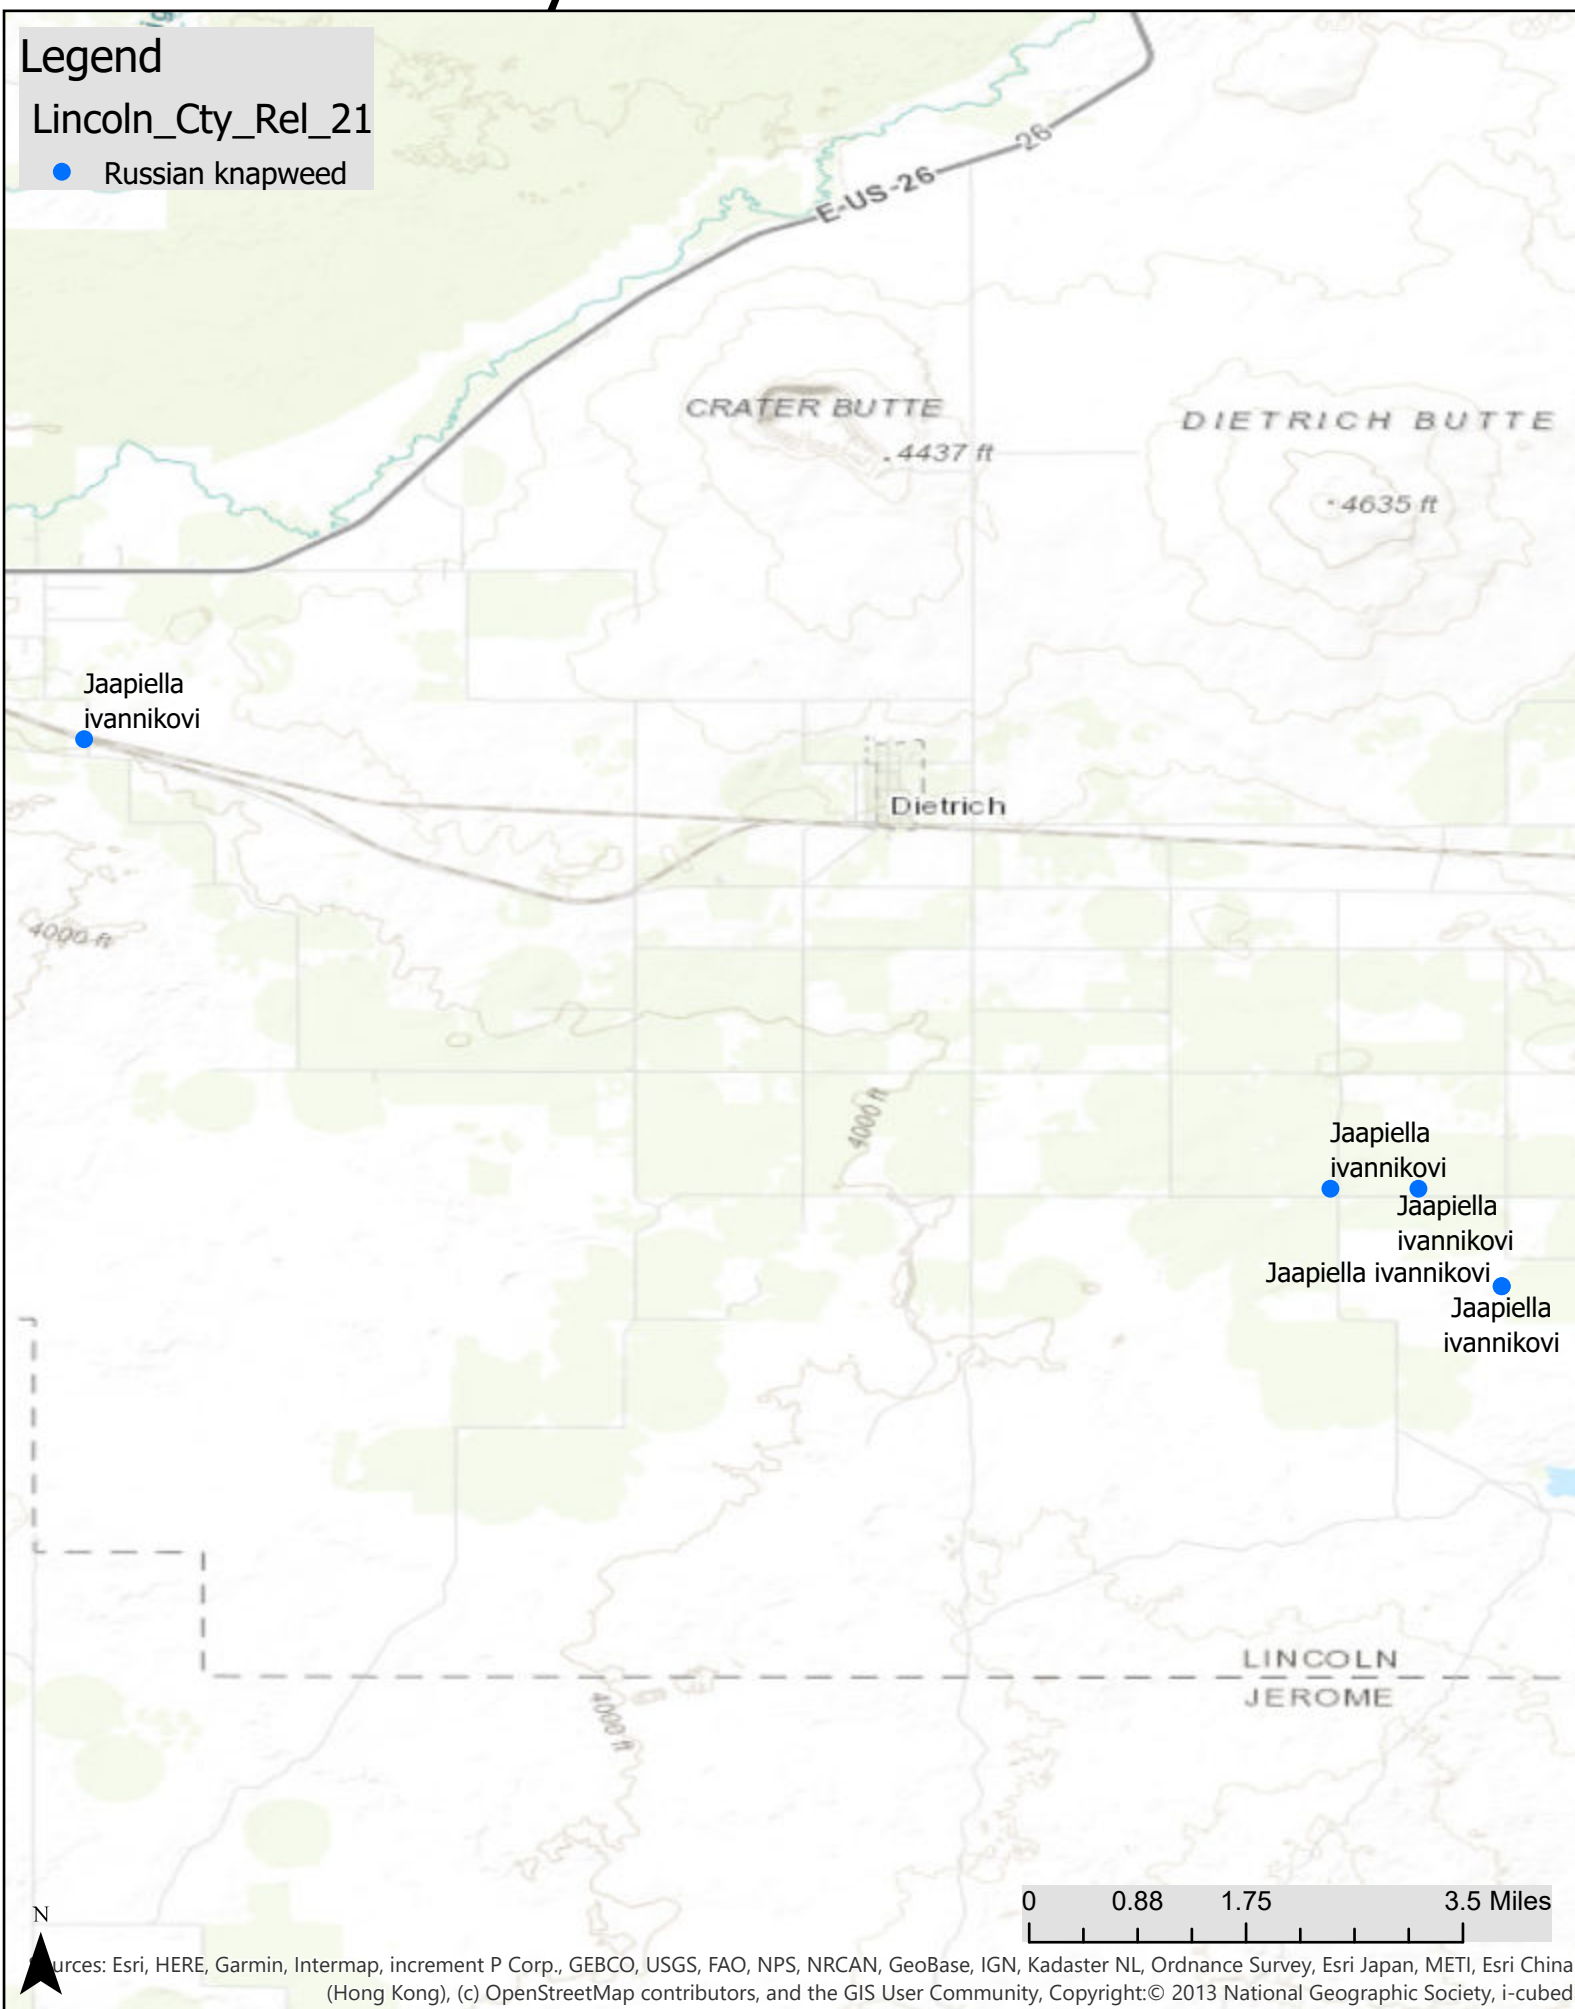 Legend
Lincoln_Cty_Rel_21
Russian knapweed
26
E-US-26
CRATER BUTTE
4437 ft
DIETRICH BUTTE
4635 ft
Jaapiella
ivannikovi
Dietrich
4000 ft
4000 ft
Jaapiella
ivannikovi
Jaapiella
ivannikovi
Jaapiella ivannikovi
Jaapiella
ivannikovi
LINCOLN
JEROME
4000 ft
0 0.88 1.75 3.5 Miles
N
urces: Esri, HERE, Garmin, Intermap, increment P Corp., GEBCO, USGS, FAO, NPS, NRCAN, GeoBase, IGN, Kadaster NL, Ordnance Survey, Esri Japan, METI, Esri China
(Hong Kong), (c) OpenStreetMap contributors, and the GIS User Community, Copyright:© 2013 National Geographic Society, i-cubed